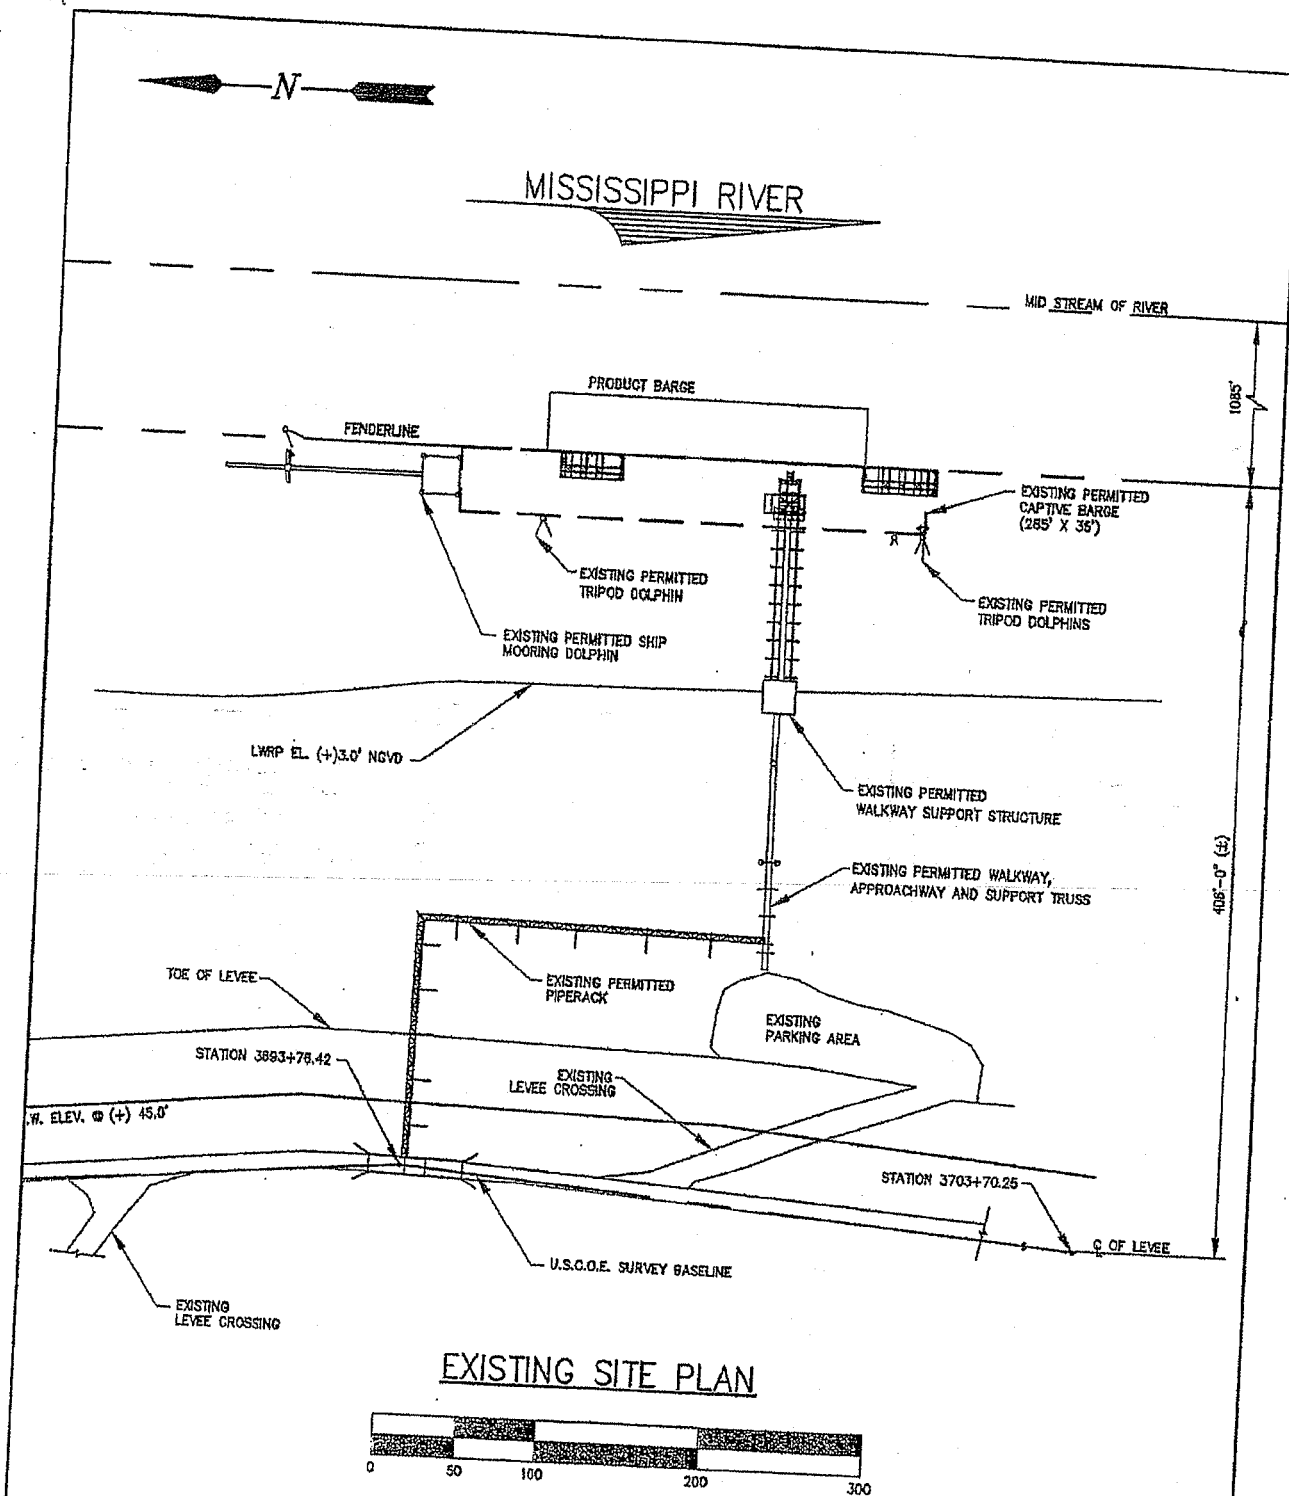 N
MISSISSIPPI RIVER
MID STREAM OF RIVER
1085'
PRODUCT BARGE
FENDERLINE
EXISTING PERMITTED
CAPTIVE BARGE
(285' X 35')
EXISTING PERMITTED
TRIPOD DOLPHIN
EXISTING PERMITTED
TRIPOD DOLPHINS
EXISTING PERMITTED SHIP
MOORING DOLPHIN
LWRP EL. (+)3.0' NGVD
EXISTING PERMITTED
WALKWAY SUPPORT STRUCTURE
EXISTING PERMITTED WALKWAY,
APPROACHWAY AND SUPPORT TRUSS
408'-0" (±)
TOE OF LEVEE
EXISTING PERMITTED
PIPERACK
EXISTING
PARKING AREA
STATION 3693+76.42
EXISTING
LEVEE CROSSING
.W. ELEV. @ (+) 45.0'
STATION 3703+70.25
℄ OF LEVEE
U.S.C.O.E. SURVEY BASELINE
EXISTING
LEVEE CROSSING
EXISTING SITE PLAN
0 50 100 200 300